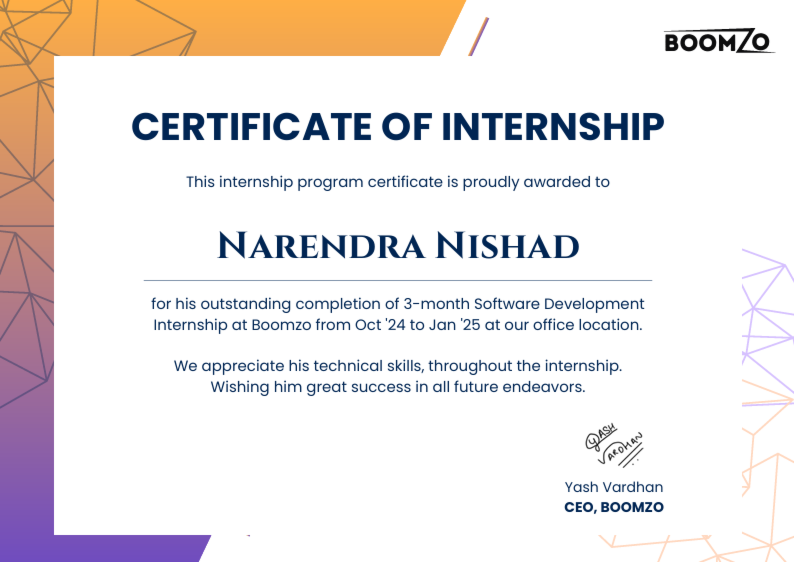 BOOMZO
CERTIFICATE OF INTERNSHIP
This internship program certificate is proudly awarded to
NARENDRA NISHAD
for his outstanding completion of 3-month Software Development
Internship at Boomzo from Oct '24 to Jan '25 at our office location.
We appreciate his technical skills, throughout the internship.
Wishing him great success in all future endeavors.
YASH
VARDHAN
Yash Vardhan
CEO, BOOMZO